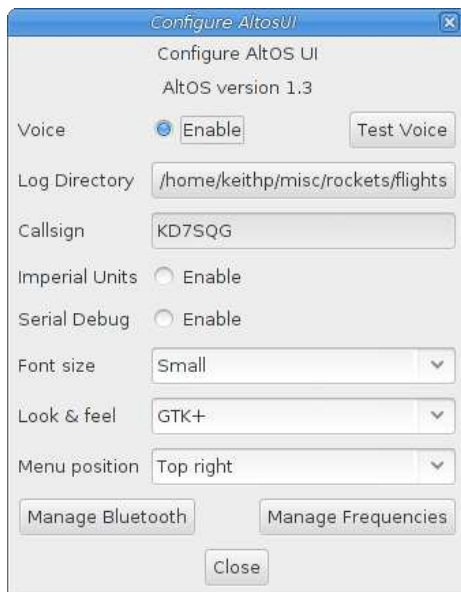 Configure AltosUI
Configure AltOS UI
AltOS version 1.3
Voice Enable Test Voice
Log Directory /home/keithp/misc/rockets/flights
Callsign KD7SQG
Imperial Units Enable
Serial Debug Enable
Font size Small
Look & feel GTK+
Menu position Top right
Manage Bluetooth Manage Frequencies
Close